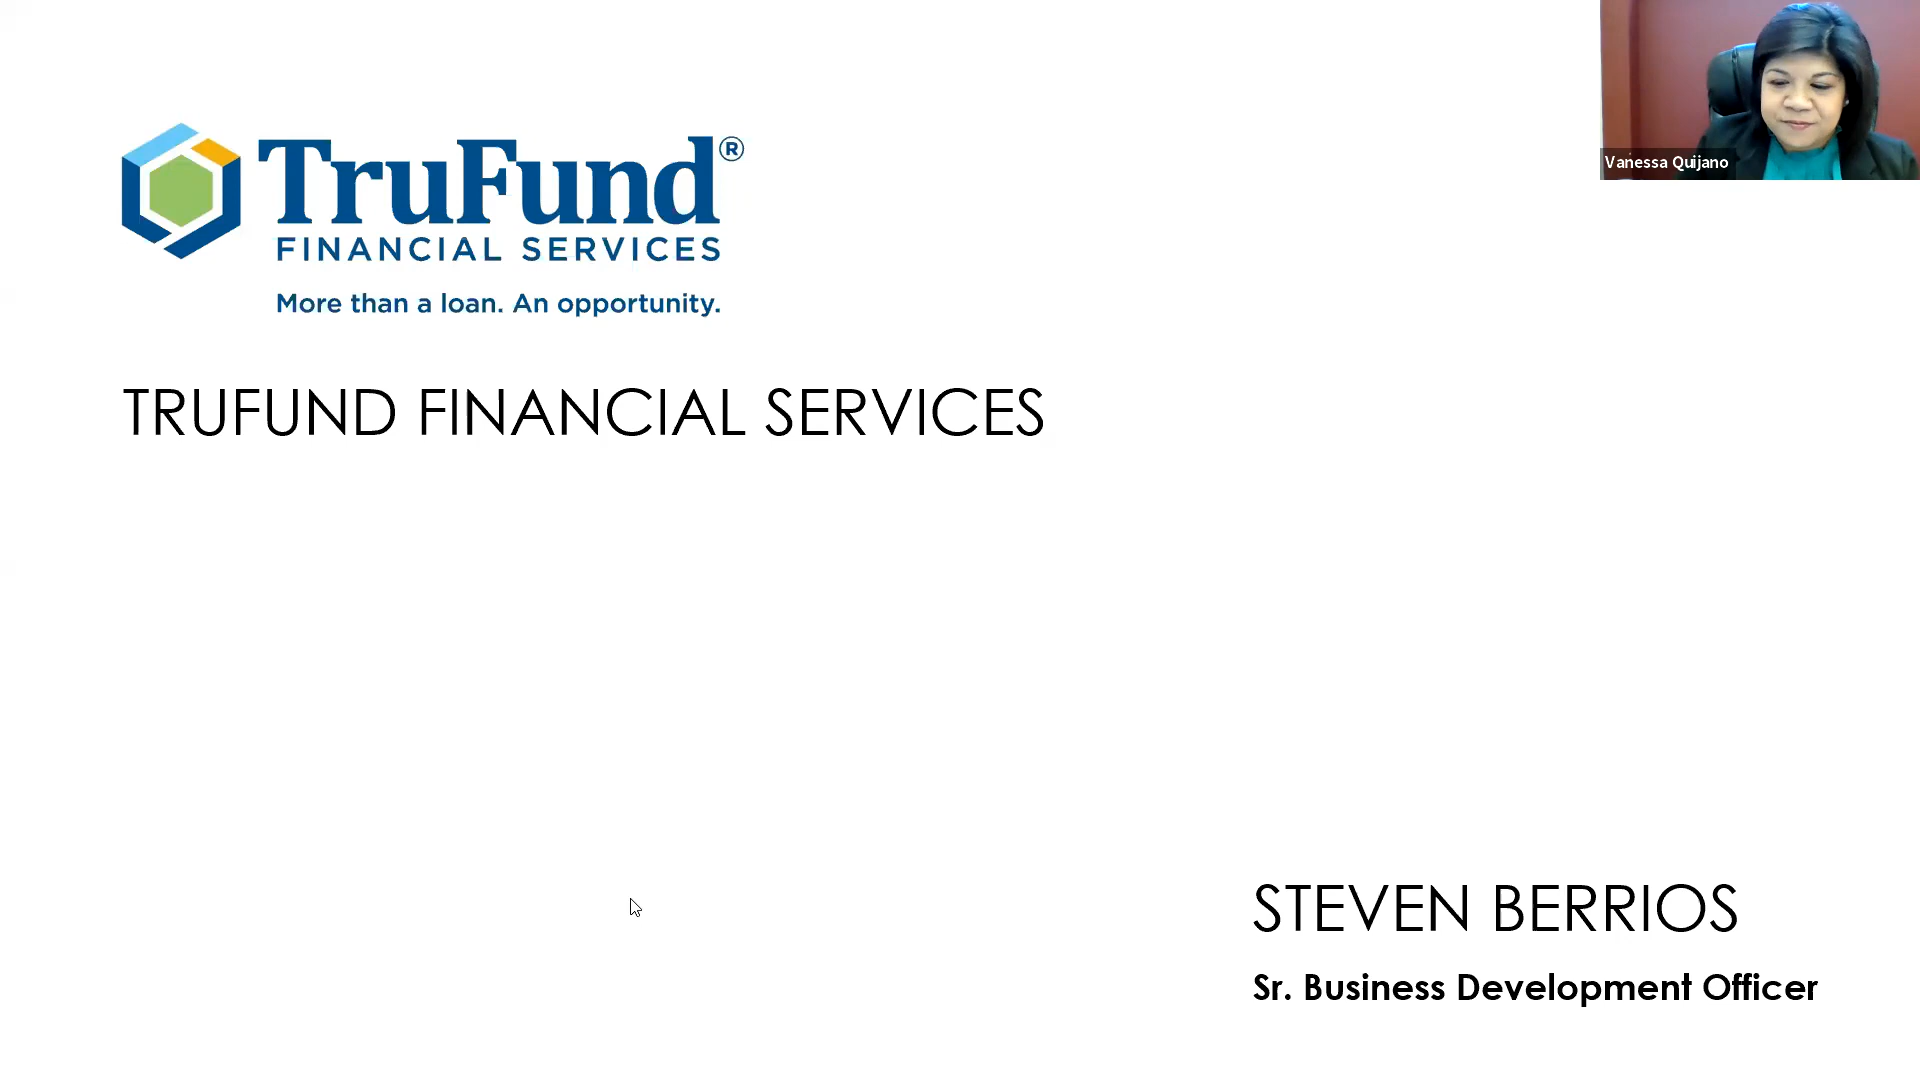 Vanessa Quijano
TruFund®
FINANCIAL SERVICES
More than a loan. An opportunity.
TRUFUND FINANCIAL SERVICES
STEVEN BERRIOS
Sr. Business Development Officer